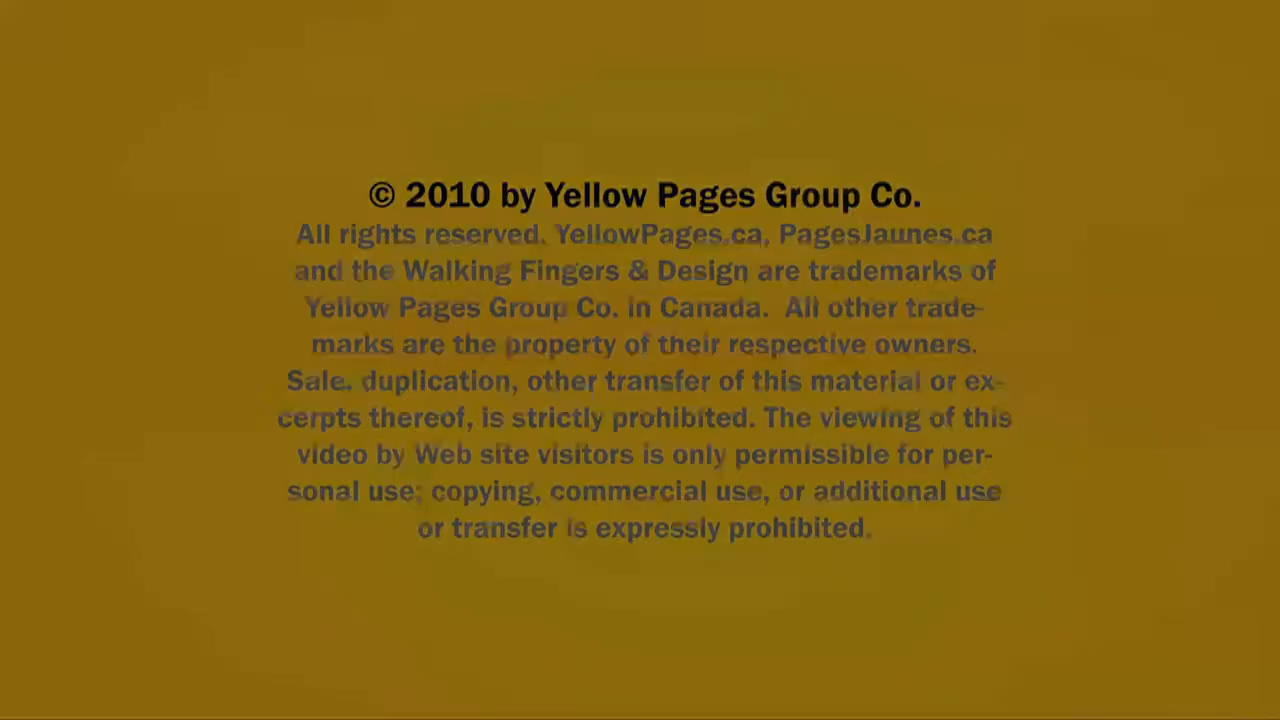 © 2010 by Yellow Pages Group Co.
All rights reserved. YellowPages.ca, PagesJaunes.ca
and the Walking Fingers & Design are trademarks of
Yellow Pages Group Co. in Canada.  All other trade-
marks are the property of their respective owners.
Sale, duplication, other transfer of this material or ex-
cerpts thereof, is strictly prohibited. The viewing of this
video by Web site visitors is only permissible for per-
sonal use; copying, commercial use, or additional use
or transfer is expressly prohibited.